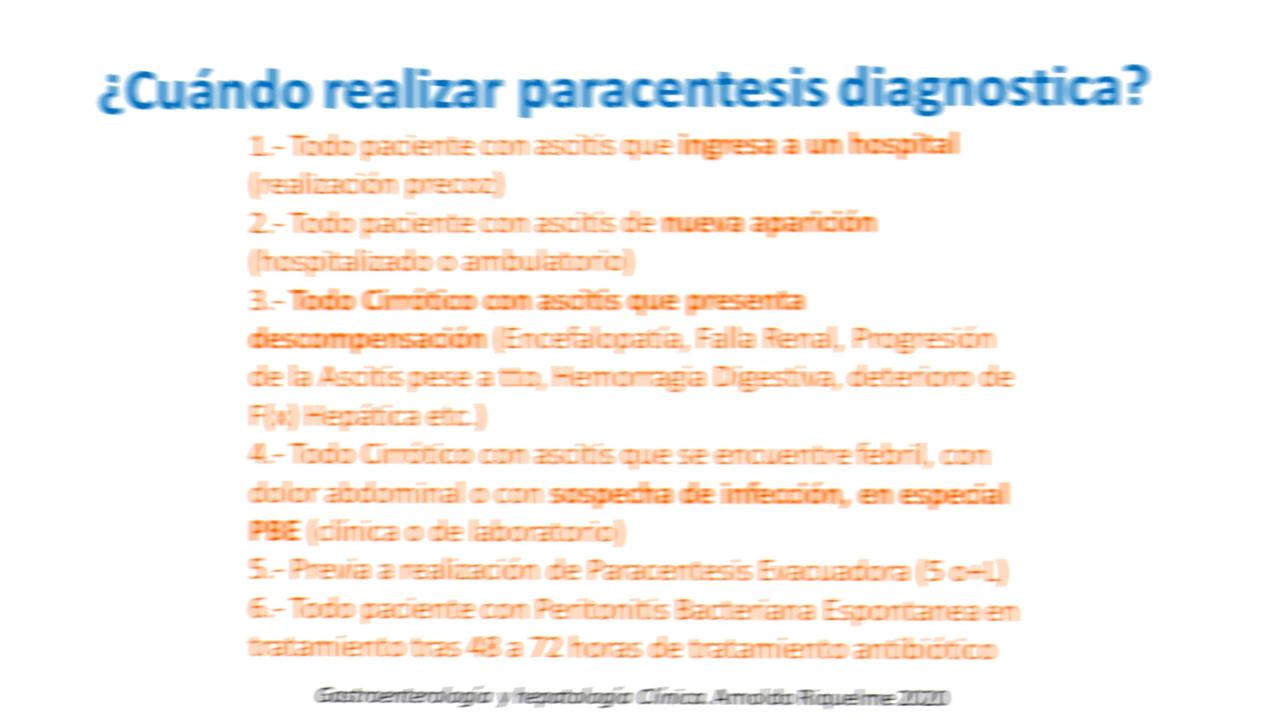 ¿Cuándo realizar paracentesis diagnostica?
1.- Todo paciente con ascitis que ingresa a un hospital
(realización precoz)
2.- Todo paciente con ascitis de nueva aparición
(hospitalizado o ambulatorio)
3.- Todo Cirrótico con ascitis que presenta
descompensación (Encefalopatía, Falla Renal, Progresión
de la Ascitis pese a tto, Hemorragia Digestiva, deterioro de
F(x) Hepática etc.)
4.- Todo Cirrótico con ascitis que se encuentre febril, con
dolor abdominal o con sospecha de infección, en especial
PBE (clínica o de laboratorio)
5.- Previa a realización de Paracentesis Evacuadora (5 o+L)
6.- Todo paciente con Peritonitis Bacteriana Espontanea en
tratamiento tras 48 a 72 horas de tratamiento antibiótico
Gastroenterología y hepatología Clínica. Arnoldo Riquelme 2020